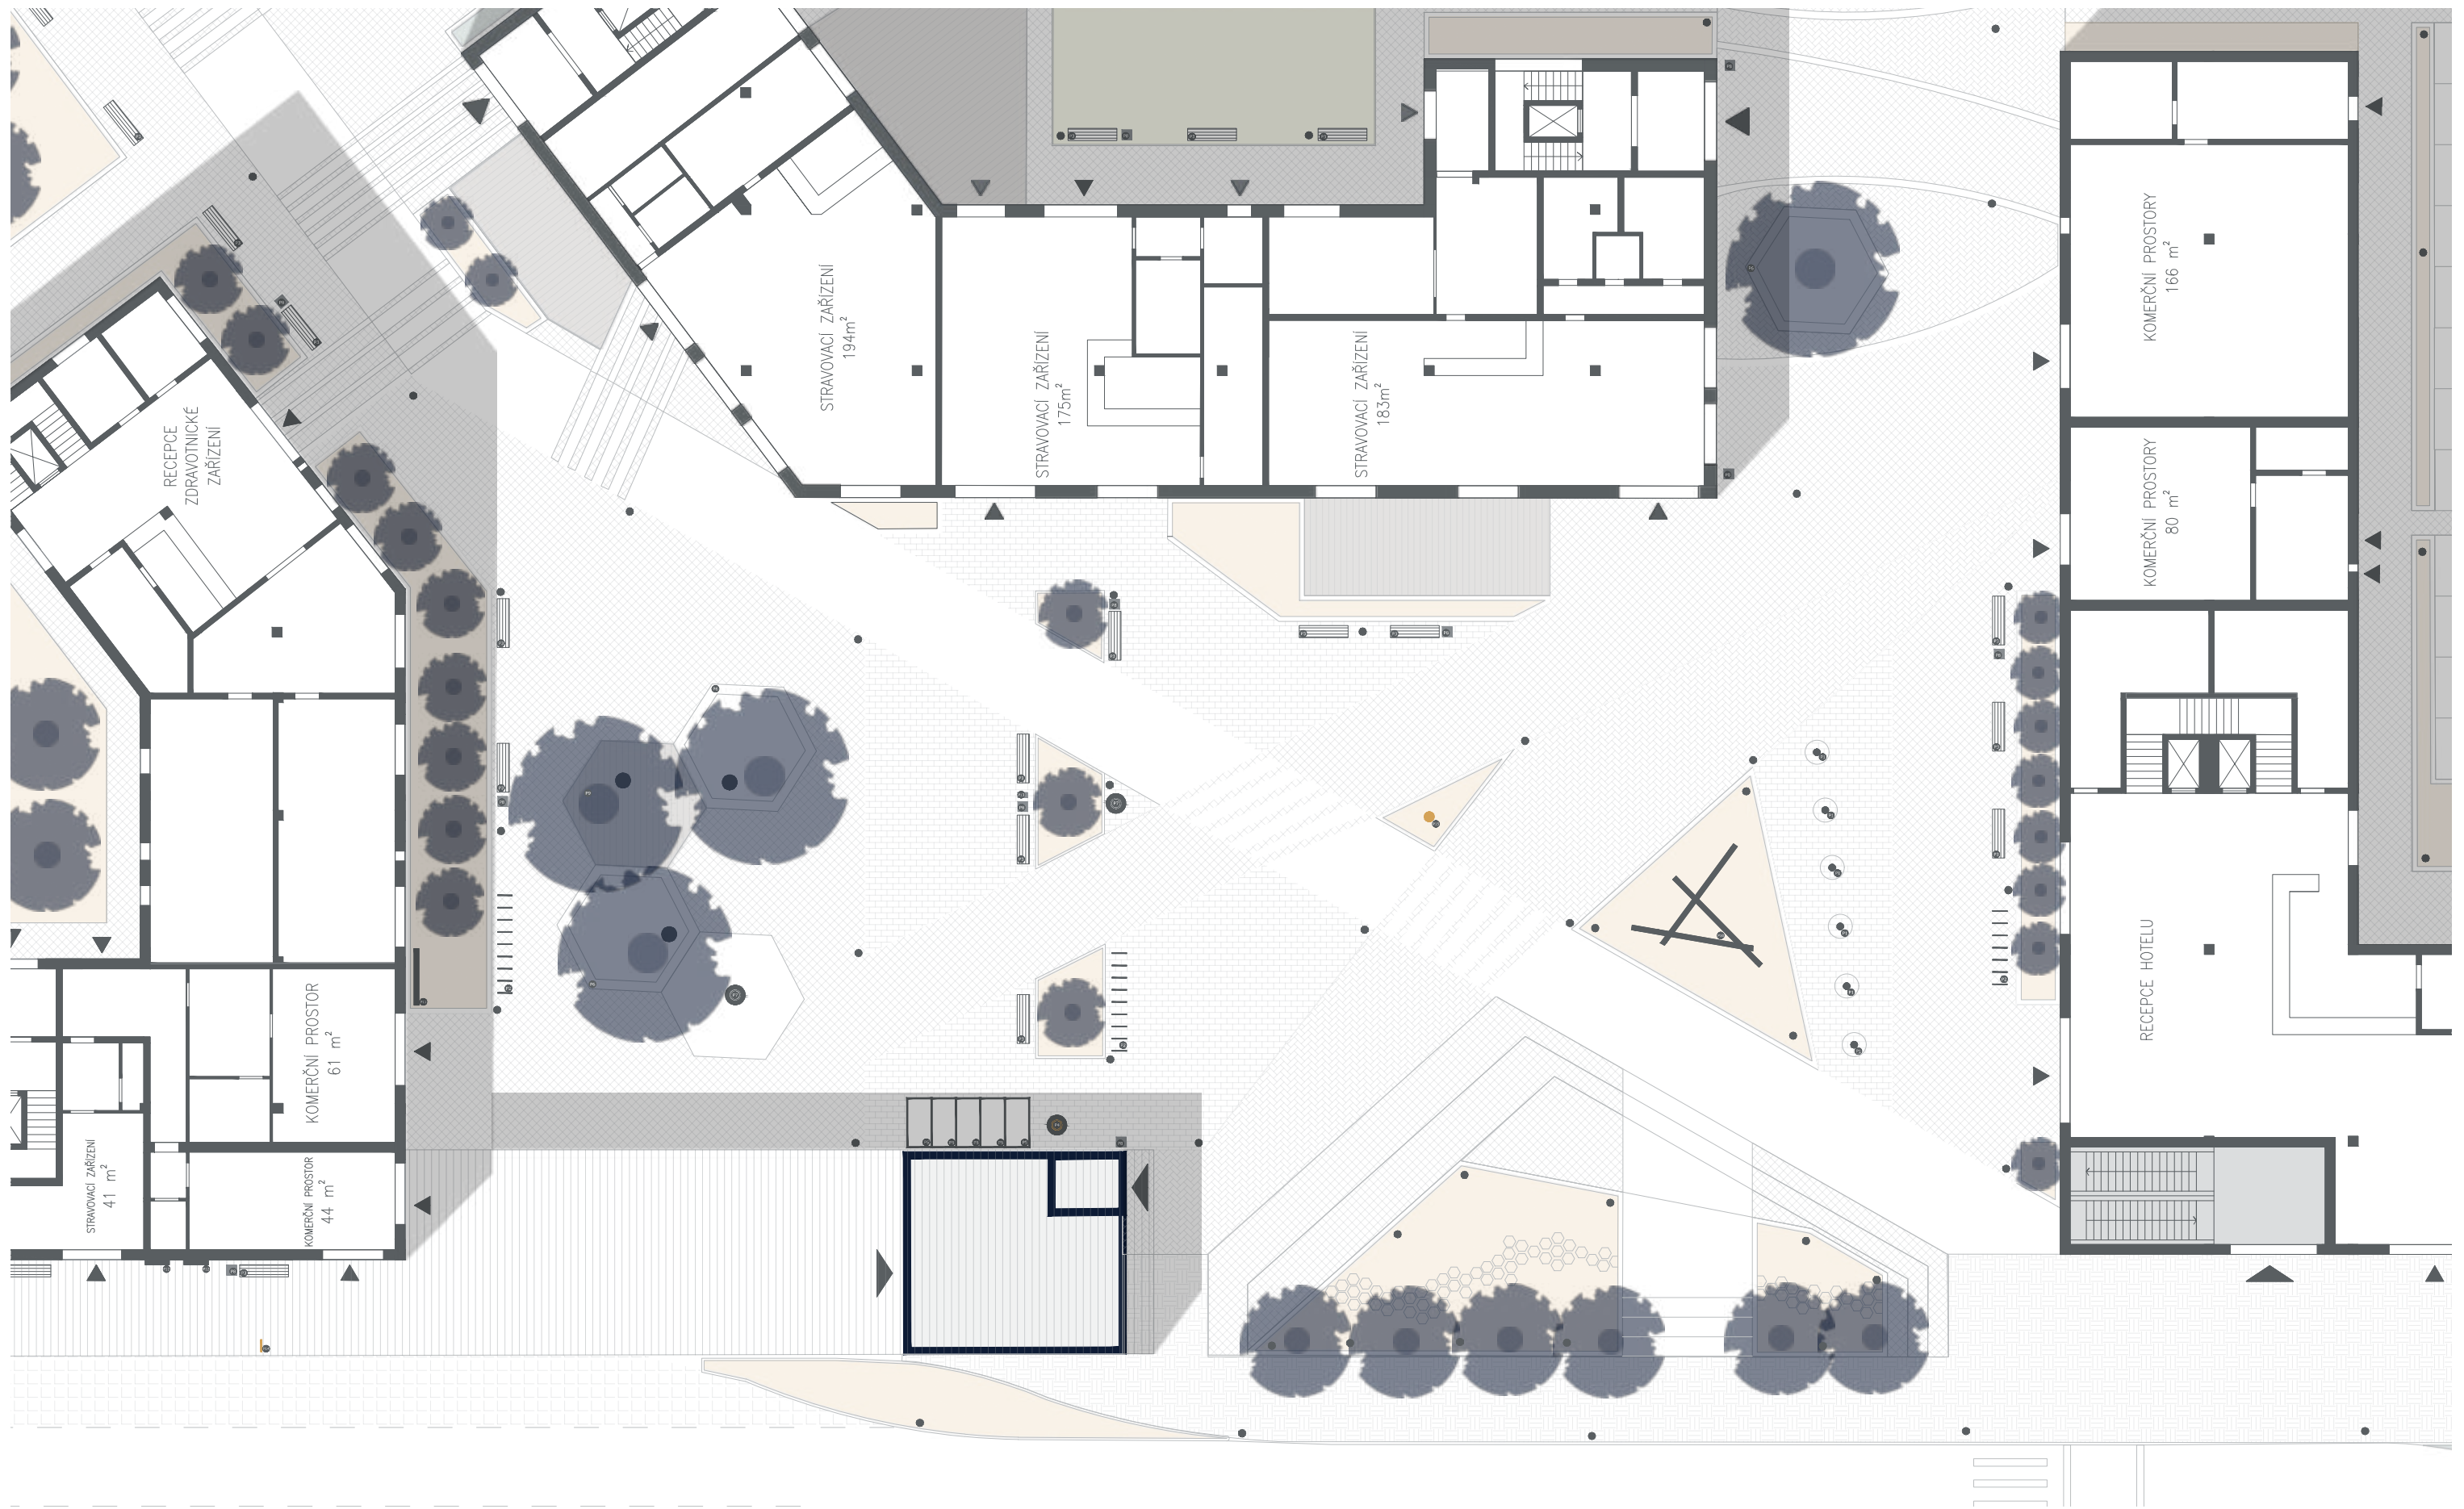 STRAVOVACÍ ZAŘÍZENÍ
194m²
STRAVOVACÍ ZAŘÍZENÍ
175m²
STRAVOVACÍ ZAŘÍZENÍ
183m²
KOMERČNÍ PROSTORY
166 m²
KOMERČNÍ PROSTORY
80 m²
RECEPCE
ZDRAVOTNICKÉ
ZAŘÍZENÍ
RECEPCE HOTELU
KOMERČNÍ PROSTOR
61 m²
STRAVOVACÍ ZAŘÍZENÍ
41 m²
KOMERČNÍ PROSTOR
44 m²